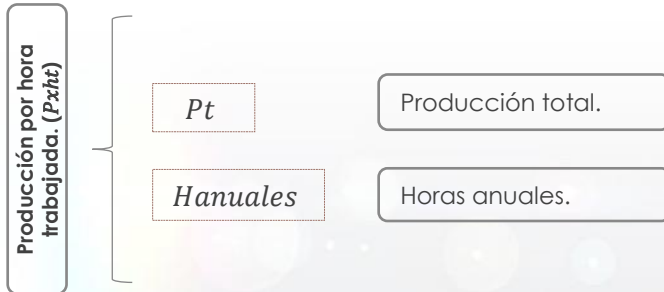 Producción por hora
trabajada. (Pxht)
Pt
Producción total.
Hanuales
Horas anuales.